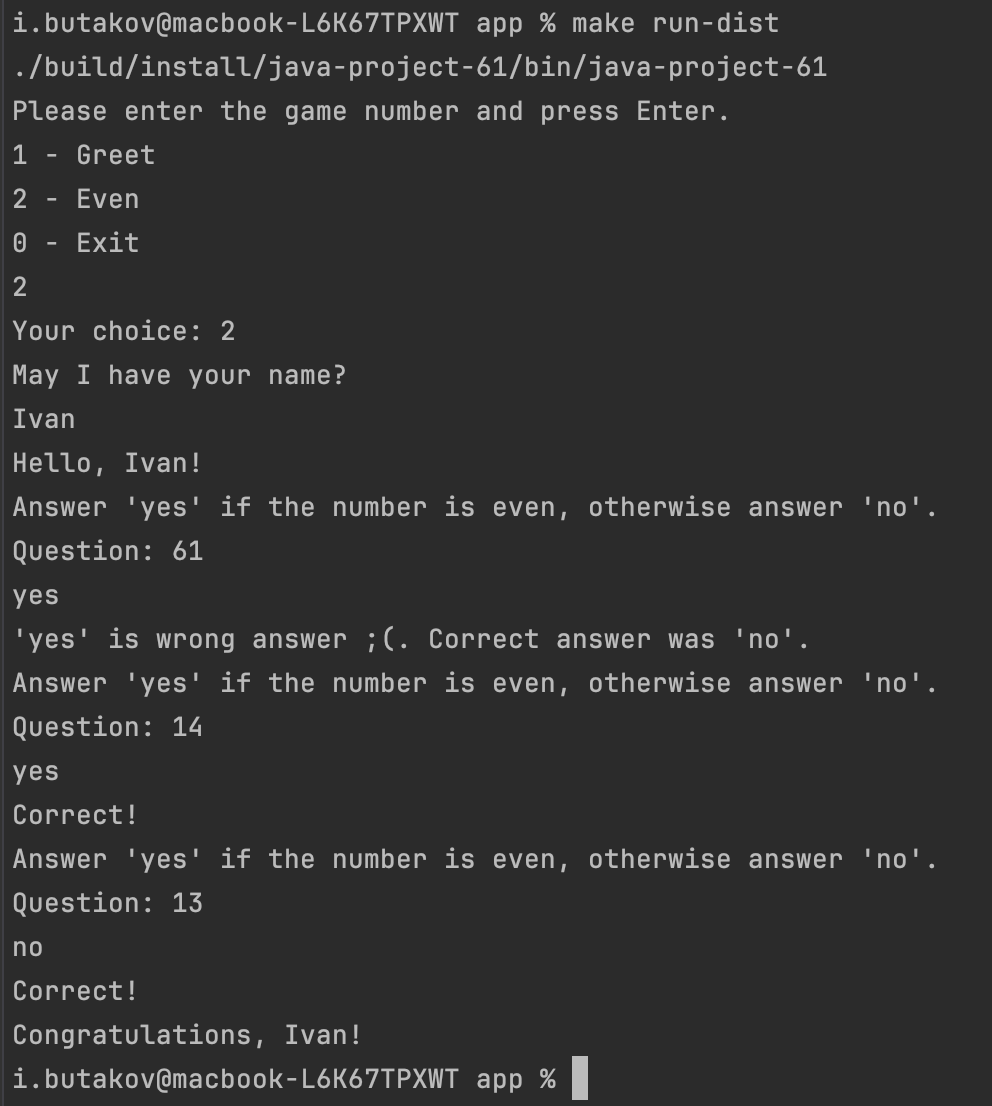 i.butakov@macbook-L6K67TPXWT app % make run-dist
./build/install/java-project-61/bin/java-project-61
Please enter the game number and press Enter.
1 - Greet
2 - Even
0 - Exit
2
Your choice: 2
May I have your name?
Ivan
Hello, Ivan!
Answer 'yes' if the number is even, otherwise answer 'no'.
Question: 61
yes
'yes' is wrong answer ;(. Correct answer was 'no'.
Answer 'yes' if the number is even, otherwise answer 'no'.
Question: 14
yes
Correct!
Answer 'yes' if the number is even, otherwise answer 'no'.
Question: 13
no
Correct!
Congratulations, Ivan!
i.butakov@macbook-L6K67TPXWT app %